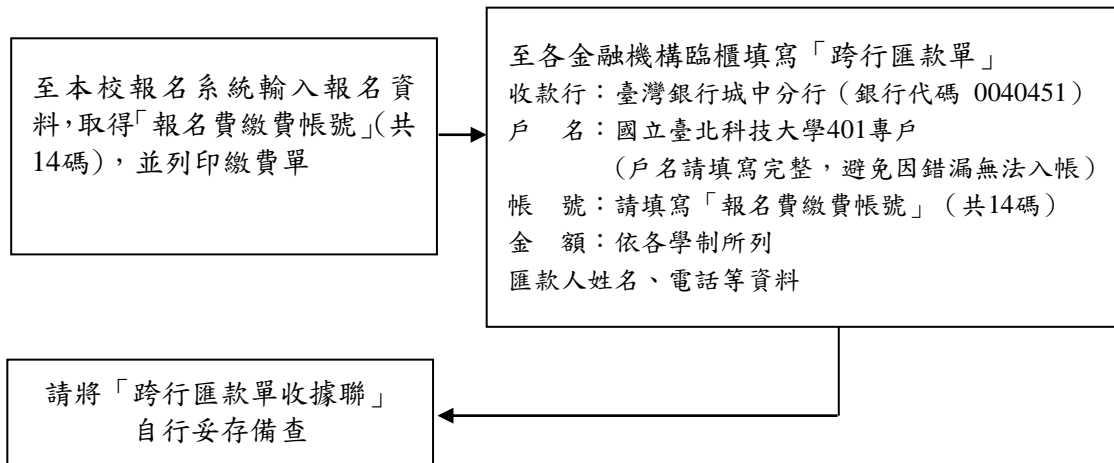 至本校報名系統輸入報名資
料，取得「報名費繳費帳號」（共
14碼），並列印繳費單
至各金融機構臨櫃填寫「跨行匯款單」
收款行：臺灣銀行城中分行（銀行代碼 0040451）
戶　名：國立臺北科技大學401專戶
（戶名請填寫完整，避免因錯漏無法入帳）
帳　號：請填寫「報名費繳費帳號」（共14碼）
金　額：依各學制所列
匯款人姓名、電話等資料
請將「跨行匯款單收據聯」
自行妥存備查